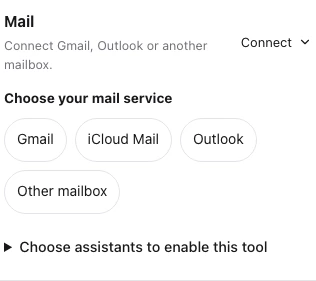 Mail
Connect Gmail, Outlook or another
mailbox.
Connect
Choose your mail service
Gmail
iCloud Mail
Outlook
Other mailbox
Choose assistants to enable this tool